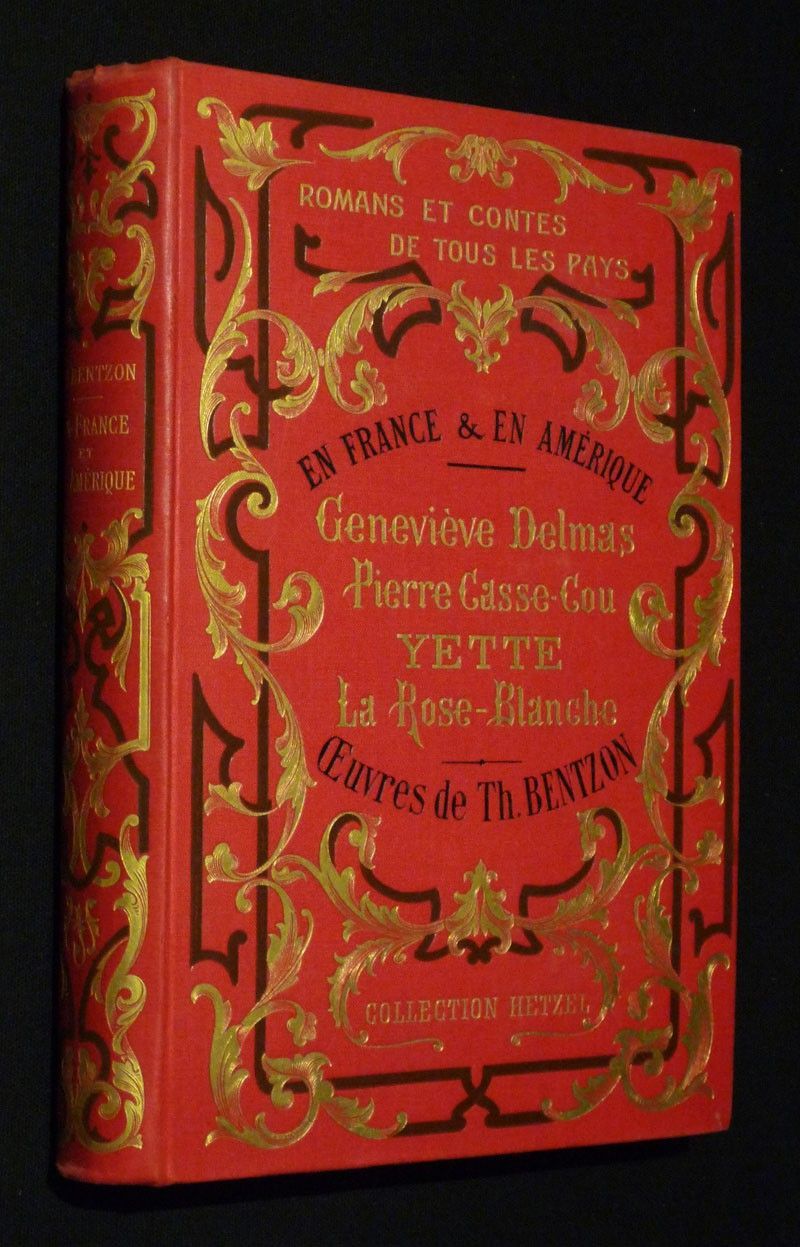 ROMANS ET CONTES
DE TOUS LES PAYS
EN FRANCE & EN AMÉRIQUE
Geneviève Delmas
Pierre Casse-Cou
YETTE
La Rose-Blanche
Œuvres de Th. BENTZON
COLLECTION HETZEL
BENTZON
FRANCE
ET
AMÉRIQUE